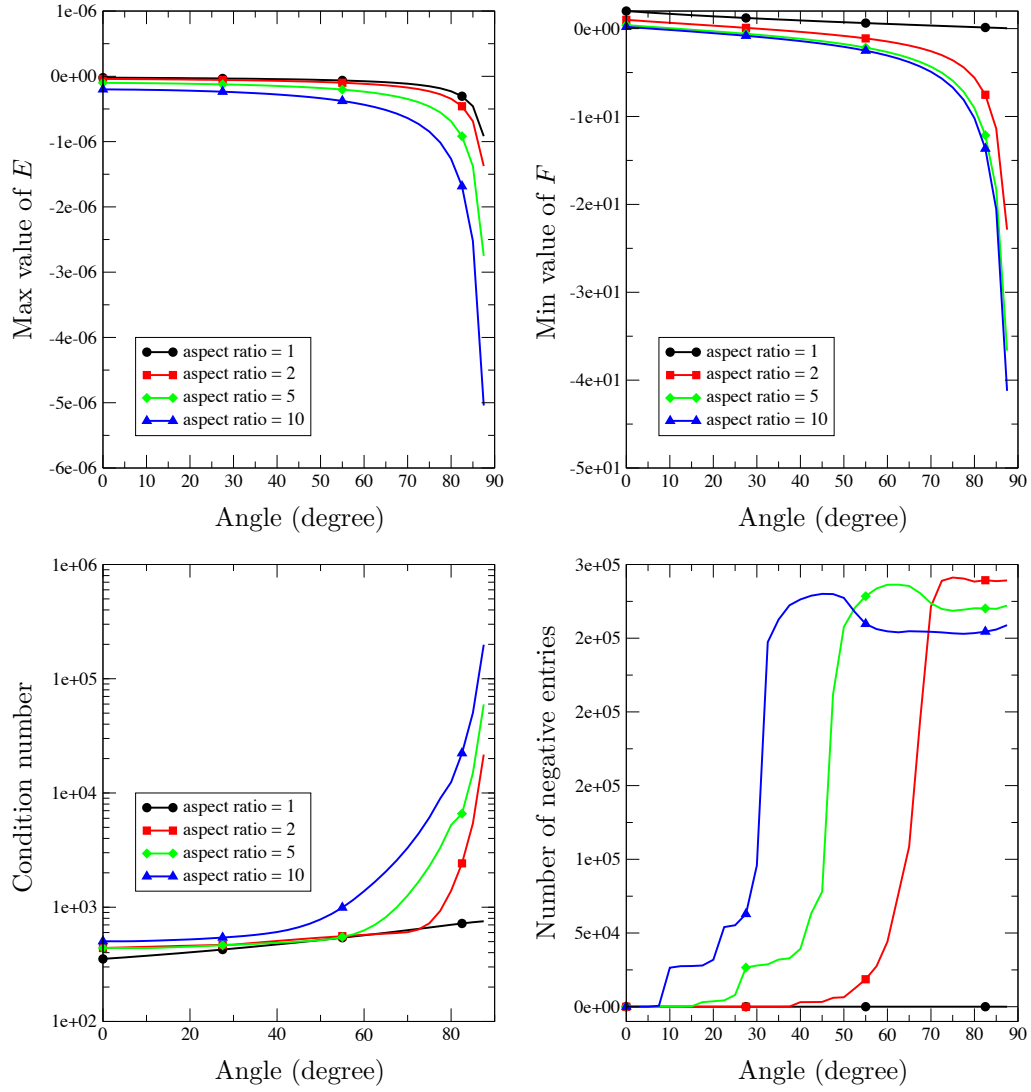 1e-06
0e+00
-1e-06
-2e-06
-3e-06
-4e-06
-5e-06
-6e-06
Max value of E
aspect ratio = 1
aspect ratio = 2
aspect ratio = 5
aspect ratio = 10
0 10 20 30 40 50 60 70 80 90
Angle (degree)
0e+00
-1e+01
-2e+01
-3e+01
-4e+01
-5e+01
Min value of F
aspect ratio = 1
aspect ratio = 2
aspect ratio = 5
aspect ratio = 10
0 10 20 30 40 50 60 70 80 90
Angle (degree)
1e+06
1e+05
1e+04
1e+03
1e+02
Condition number
aspect ratio = 1
aspect ratio = 2
aspect ratio = 5
aspect ratio = 10
0 20 40 60 80
Angle (degree)
3e+05
2e+05
2e+05
2e+05
1e+05
5e+04
0e+00
Number of negative entries
0 10 20 30 40 50 60 70 80 90
Angle (degree)